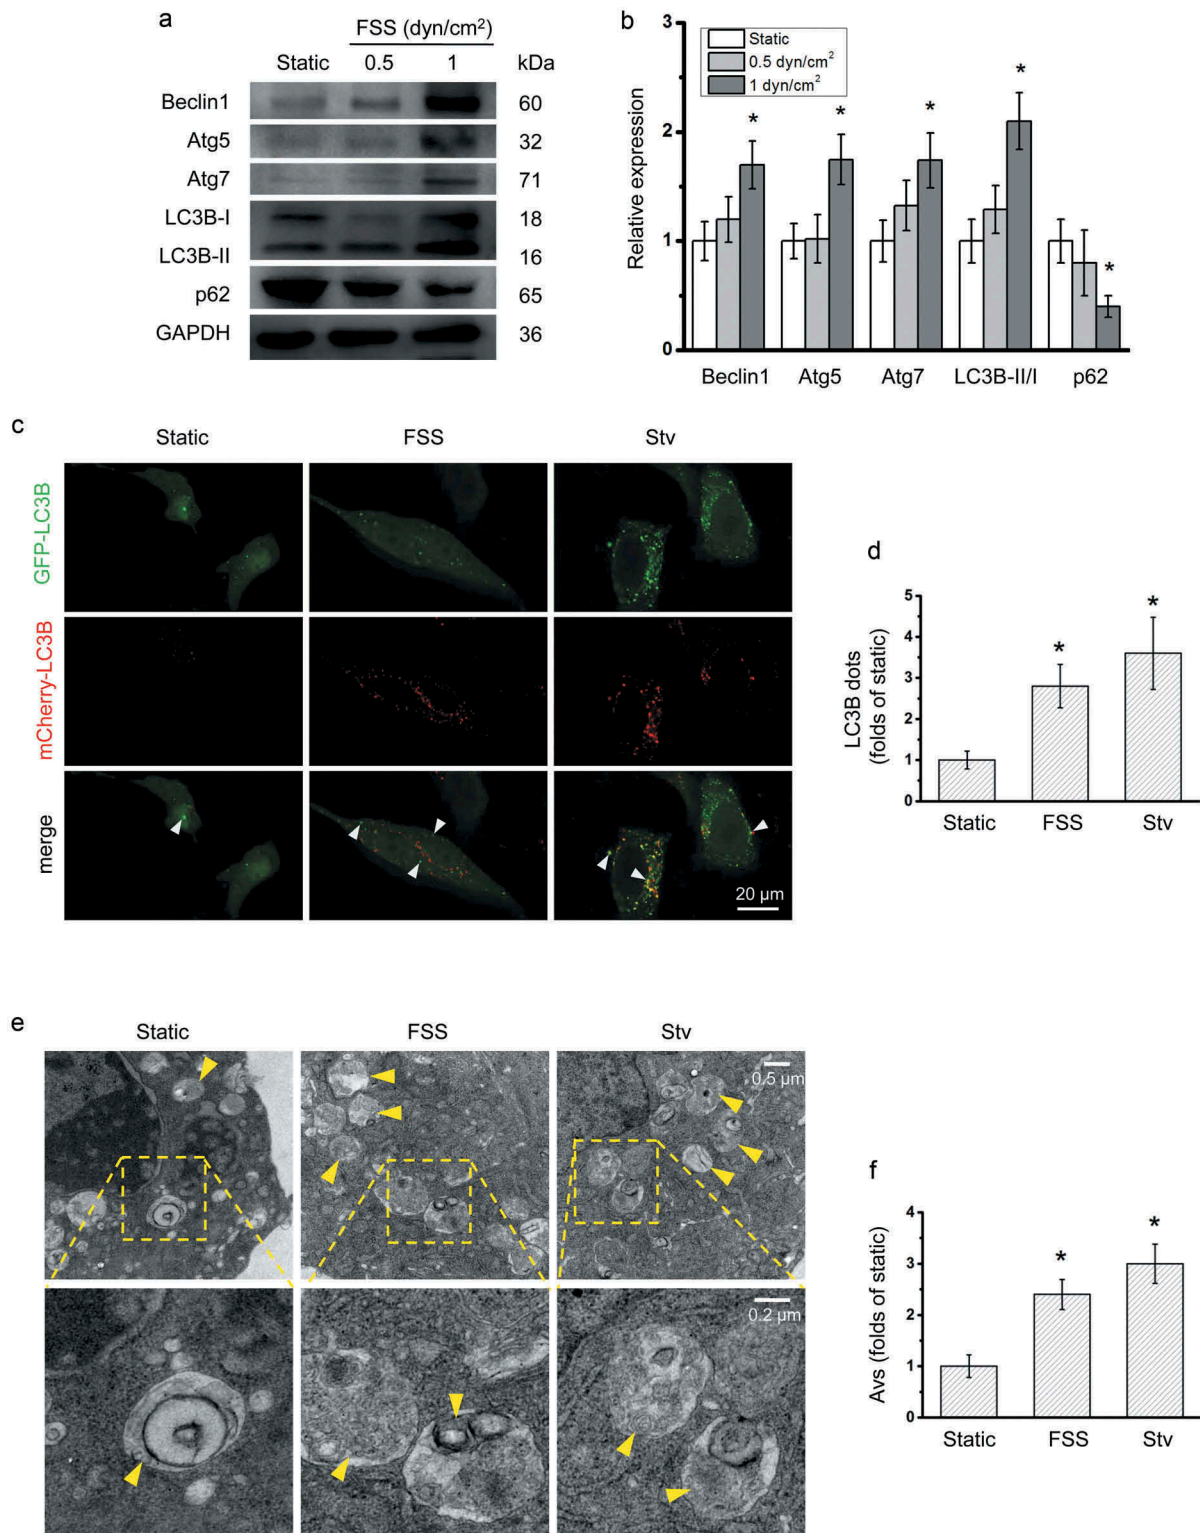 a
FSS (dyn/cm²)
Static 0.5 1 kDa
Beclin1 60
Atg5 32
Atg7 71
LC3B-I 18
LC3B-II 16
p62 65
GAPDH 36
b
Static
0.5 dyn/cm²
1 dyn/cm²
Relative expression
3
2
1
0
* * * * *
Beclin1 Atg5 Atg7 LC3B-II/I p62
c
Static FSS Stv
GFP-LC3B
mCherry-LC3B
merge
20 µm
d
LC3B dots
(folds of static)
5
4
3
2
1
0
* *
Static FSS Stv
e
Static FSS Stv
0.5 µm
0.2 µm
f
Avs (folds of static)
4
3
2
1
0
* *
Static FSS Stv